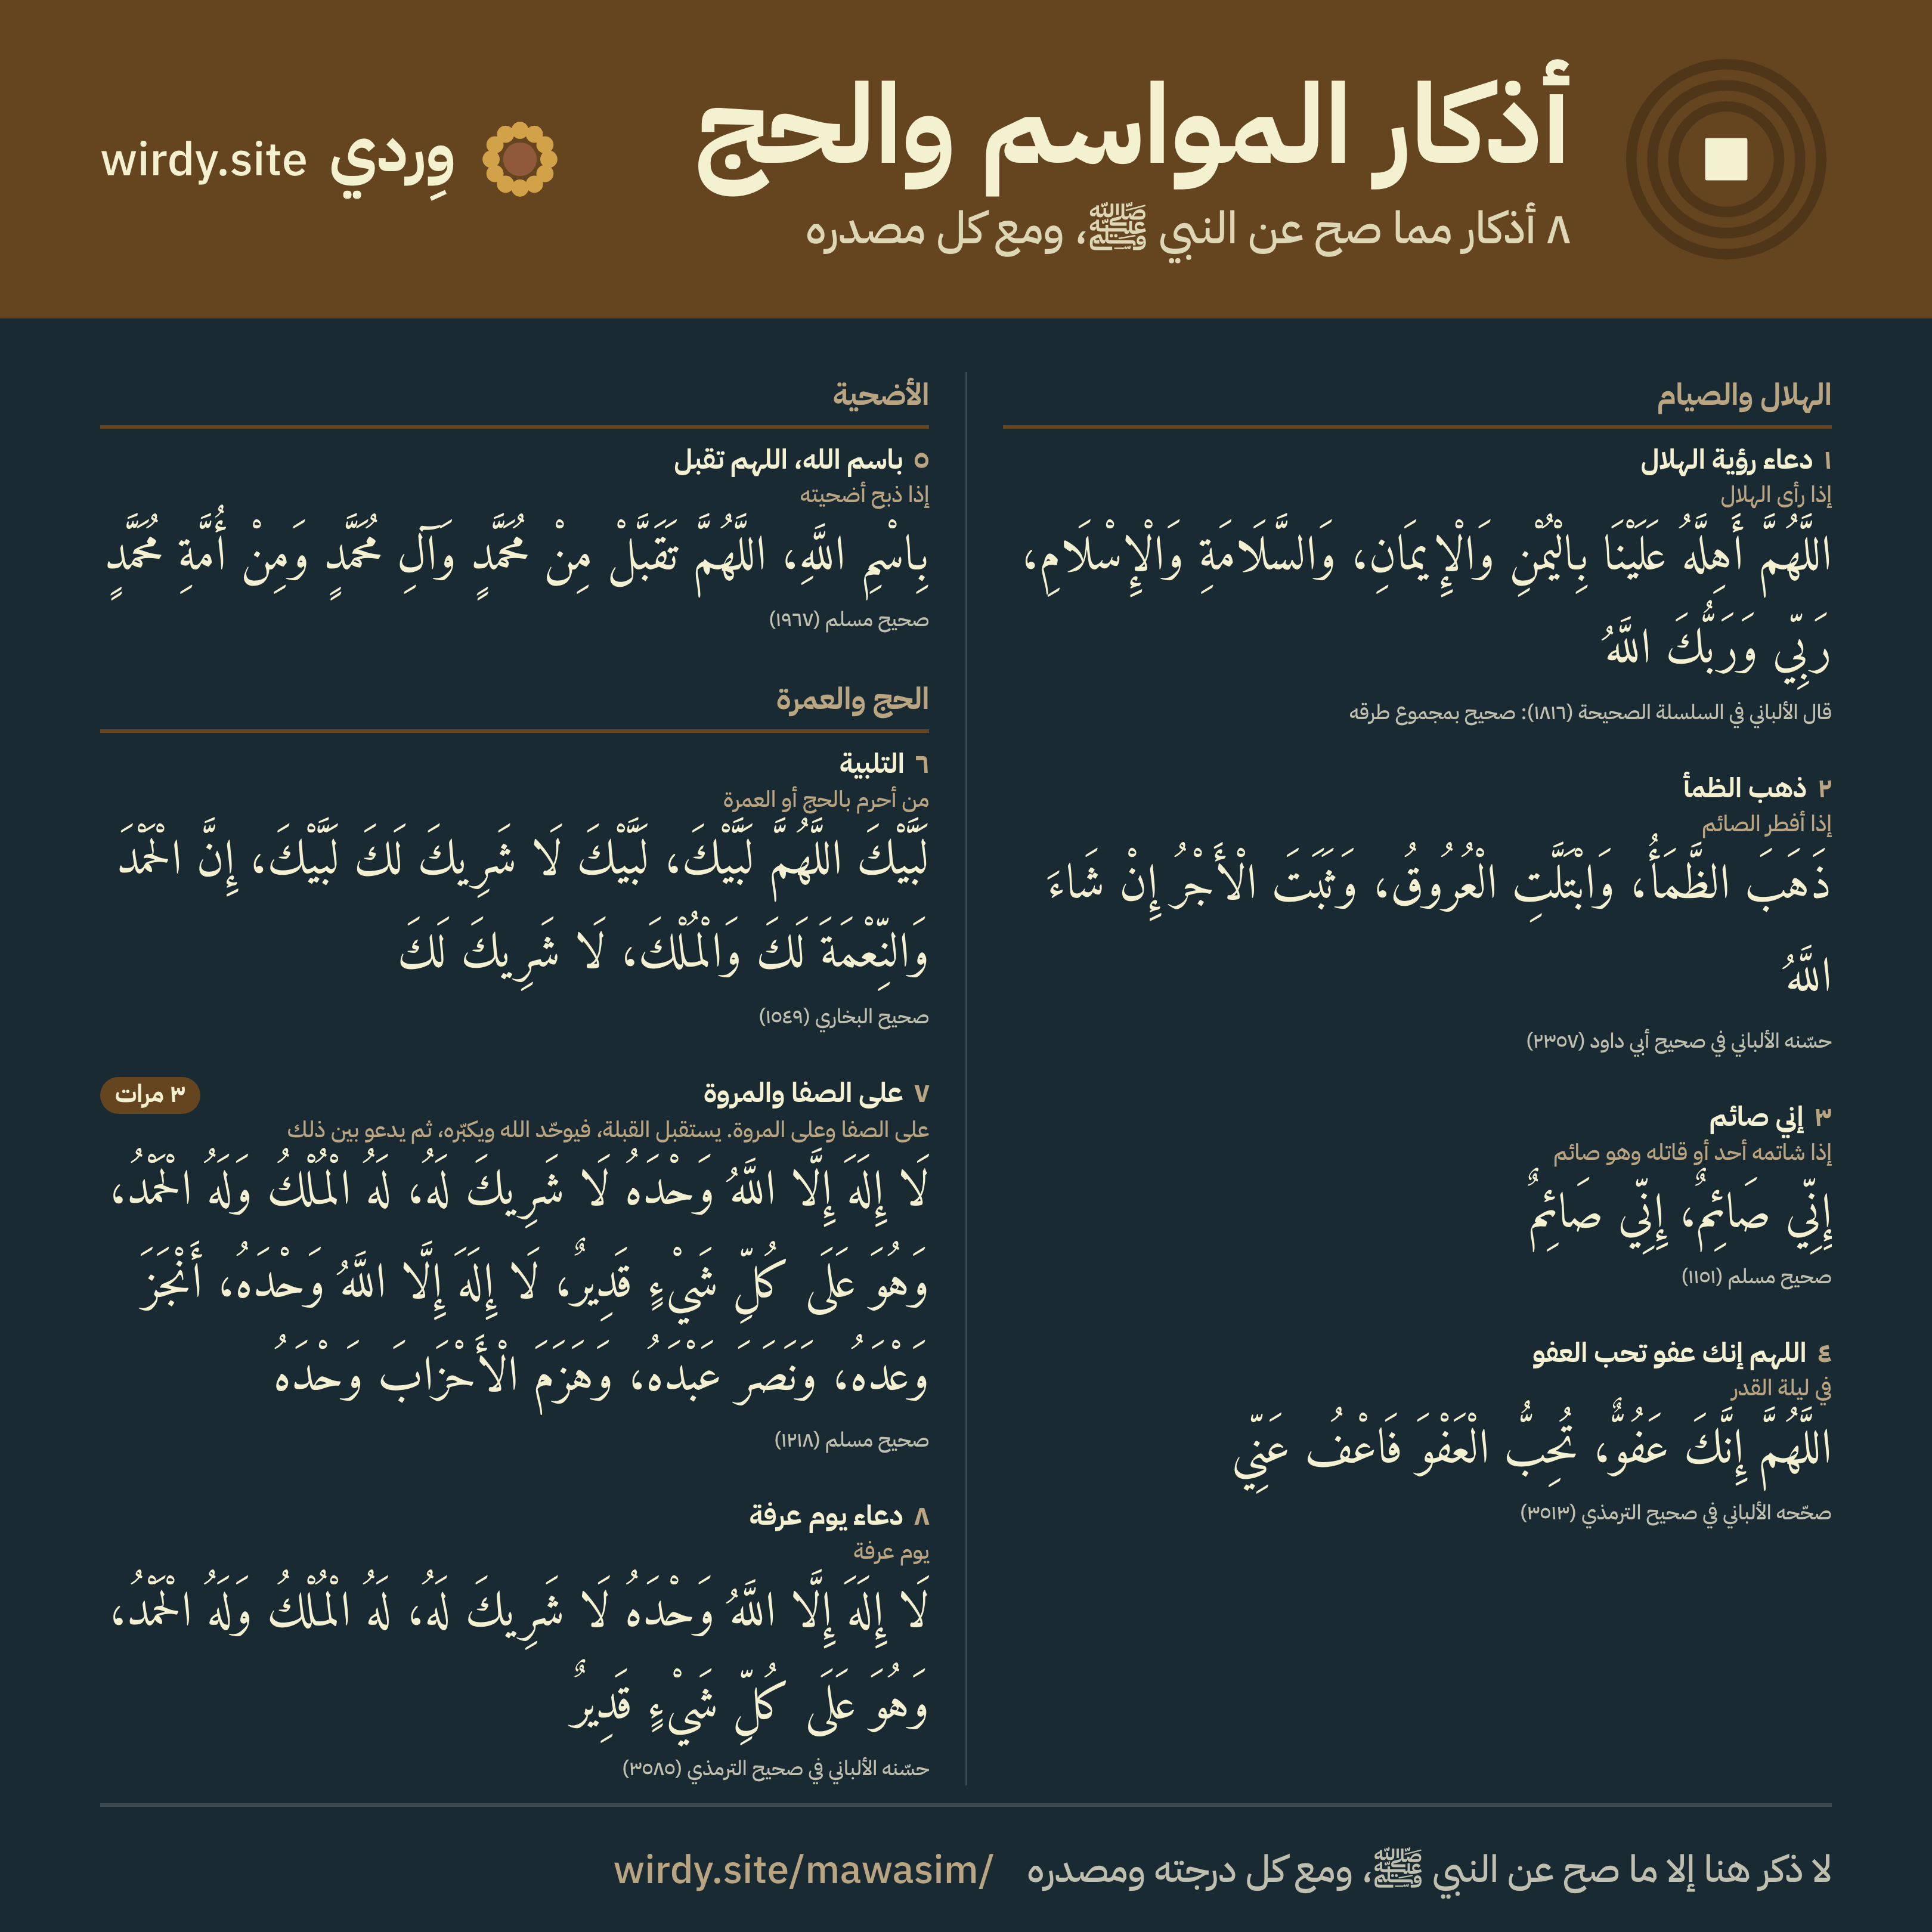 أذكار المواسم والحج
٨ أذكار مما صح عن النبي ﷺ، ومع كل مصدره
وِردي wirdy.site
الهلال والصيام
١ دعاء رؤية الهلال
إذا رأى الهلال
اللَّهُمَّ أَهِلَّهُ عَلَيْنَا بِالْيُمْنِ وَالْإِيمَانِ، وَالسَّلَامَةِ وَالْإِسْلَامِ،
رَبِّي وَرَبُّكَ اللَّهُ
قال الألباني في السلسلة الصحيحة (١٨١٦): صحيح بمجموع طرقه
٢ ذهب الظمأ
إذا أفطر الصائم
ذَهَبَ الظَّمَأُ، وَابْتَلَّتِ الْعُرُوقُ، وَثَبَتَ الْأَجْرُ إِنْ شَاءَ
اللَّهُ
حسّنه الألباني في صحيح أبي داود (٢٣٥٧)
٣ إني صائم
إذا شاتمه أحد أو قاتله وهو صائم
إِنِّي صَائِمٌ، إِنِّي صَائِمٌ
صحيح مسلم (١١٥١)
٤ اللهم إنك عفو تحب العفو
في ليلة القدر
اللَّهُمَّ إِنَّكَ عَفُوٌّ، تُحِبُّ الْعَفْوَ فَاعْفُ عَنِّي
صحّحه الألباني في صحيح الترمذي (٣٥١٣)
الأضحية
٥ باسم الله، اللهم تقبل
إذا ذبح أضحيته
بِاسْمِ اللَّهِ، اللَّهُمَّ تَقَبَّلْ مِنْ مُحَمَّدٍ وَآلِ مُحَمَّدٍ وَمِنْ أُمَّةِ مُحَمَّدٍ
صحيح مسلم (١٩٦٧)
الحج والعمرة
٦ التلبية
من أحرم بالحج أو العمرة
لَبَّيْكَ اللَّهُمَّ لَبَّيْكَ، لَبَّيْكَ لَا شَرِيكَ لَكَ لَبَّيْكَ، إِنَّ الْحَمْدَ
وَالنِّعْمَةَ لَكَ وَالْمُلْكَ، لَا شَرِيكَ لَكَ
صحيح البخاري (١٥٤٩)
٧ على الصفا والمروة
٣ مرات
على الصفا وعلى المروة. يستقبل القبلة، فيوحّد الله ويكبّره، ثم يدعو بين ذلك
لَا إِلَهَ إِلَّا اللَّهُ وَحْدَهُ لَا شَرِيكَ لَهُ، لَهُ الْمُلْكُ وَلَهُ الْحَمْدُ،
وَهُوَ عَلَى كُلِّ شَيْءٍ قَدِيرٌ، لَا إِلَهَ إِلَّا اللَّهُ وَحْدَهُ، أَنْجَزَ
وَعْدَهُ، وَنَصَرَ عَبْدَهُ، وَهَزَمَ الْأَحْزَابَ وَحْدَهُ
صحيح مسلم (١٢١٨)
٨ دعاء يوم عرفة
يوم عرفة
لَا إِلَهَ إِلَّا اللَّهُ وَحْدَهُ لَا شَرِيكَ لَهُ، لَهُ الْمُلْكُ وَلَهُ الْحَمْدُ،
وَهُوَ عَلَى كُلِّ شَيْءٍ قَدِيرٌ
حسّنه الألباني في صحيح الترمذي (٣٥٨٥)
لا ذكر هنا إلا ما صح عن النبي ﷺ، ومع كل درجته ومصدره
wirdy.site/mawasim/